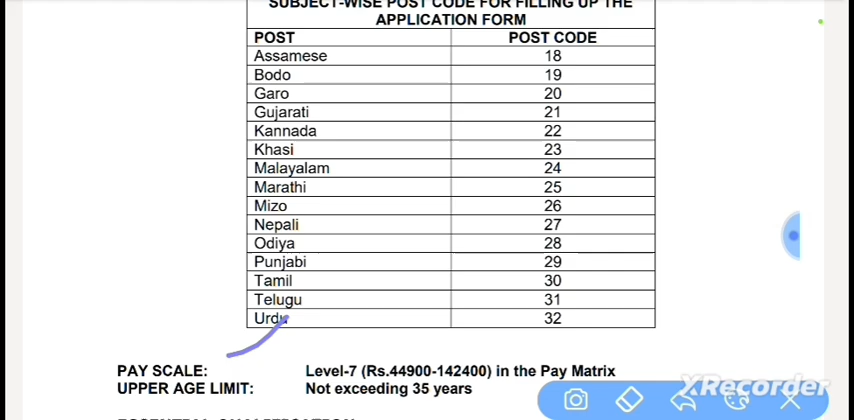 SUBJECT-WISE POST CODE FOR FILLING UP THE
APPLICATION FORM
POST POST CODE
Assamese 18
Bodo 19
Garo 20
Gujarati 21
Kannada 22
Khasi 23
Malayalam 24
Marathi 25
Mizo 26
Nepali 27
Odiya 28
Punjabi 29
Tamil 30
Telugu 31
Urdu 32
PAY SCALE: Level-7 (Rs.44900-142400) in the Pay Matrix
UPPER AGE LIMIT: Not exceeding 35 years
XRecorder